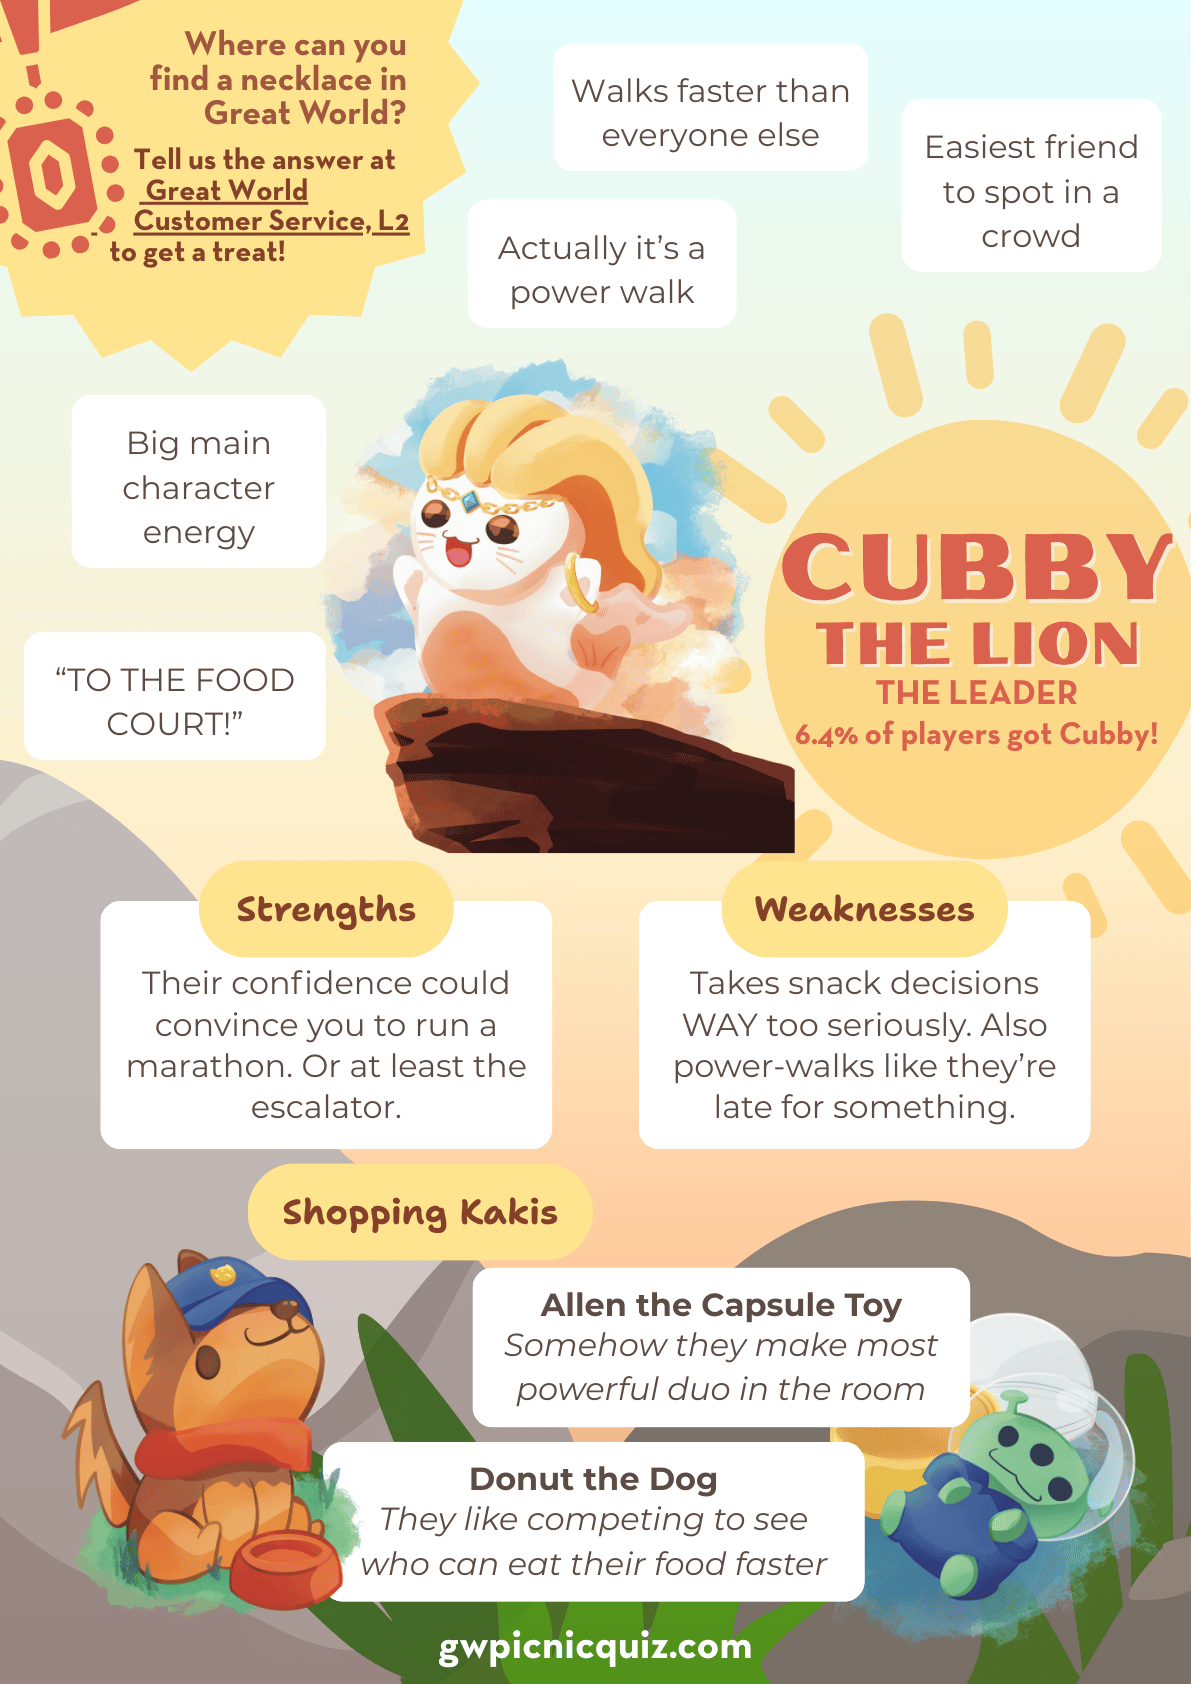 Where can you
find a necklace in
Great World?
Tell us the answer at
Great World
Customer Service, L2
to get a treat!
Walks faster than
everyone else
Easiest friend
to spot in a
crowd
Actually it's a
power walk
Big main
character
energy
“TO THE FOOD
COURT!”
CUBBY
THE LION
THE LEADER
6.4% of players got Cubby!
Strengths
Their confidence could
convince you to run a
marathon. Or at least the
escalator.
Weaknesses
Takes snack decisions
WAY too seriously. Also
power-walks like they’re
late for something.
Shopping Kakis
Allen the Capsule Toy
Somehow they make most
powerful duo in the room
Donut the Dog
They like competing to see
who can eat their food faster
gwpicnicquiz.com